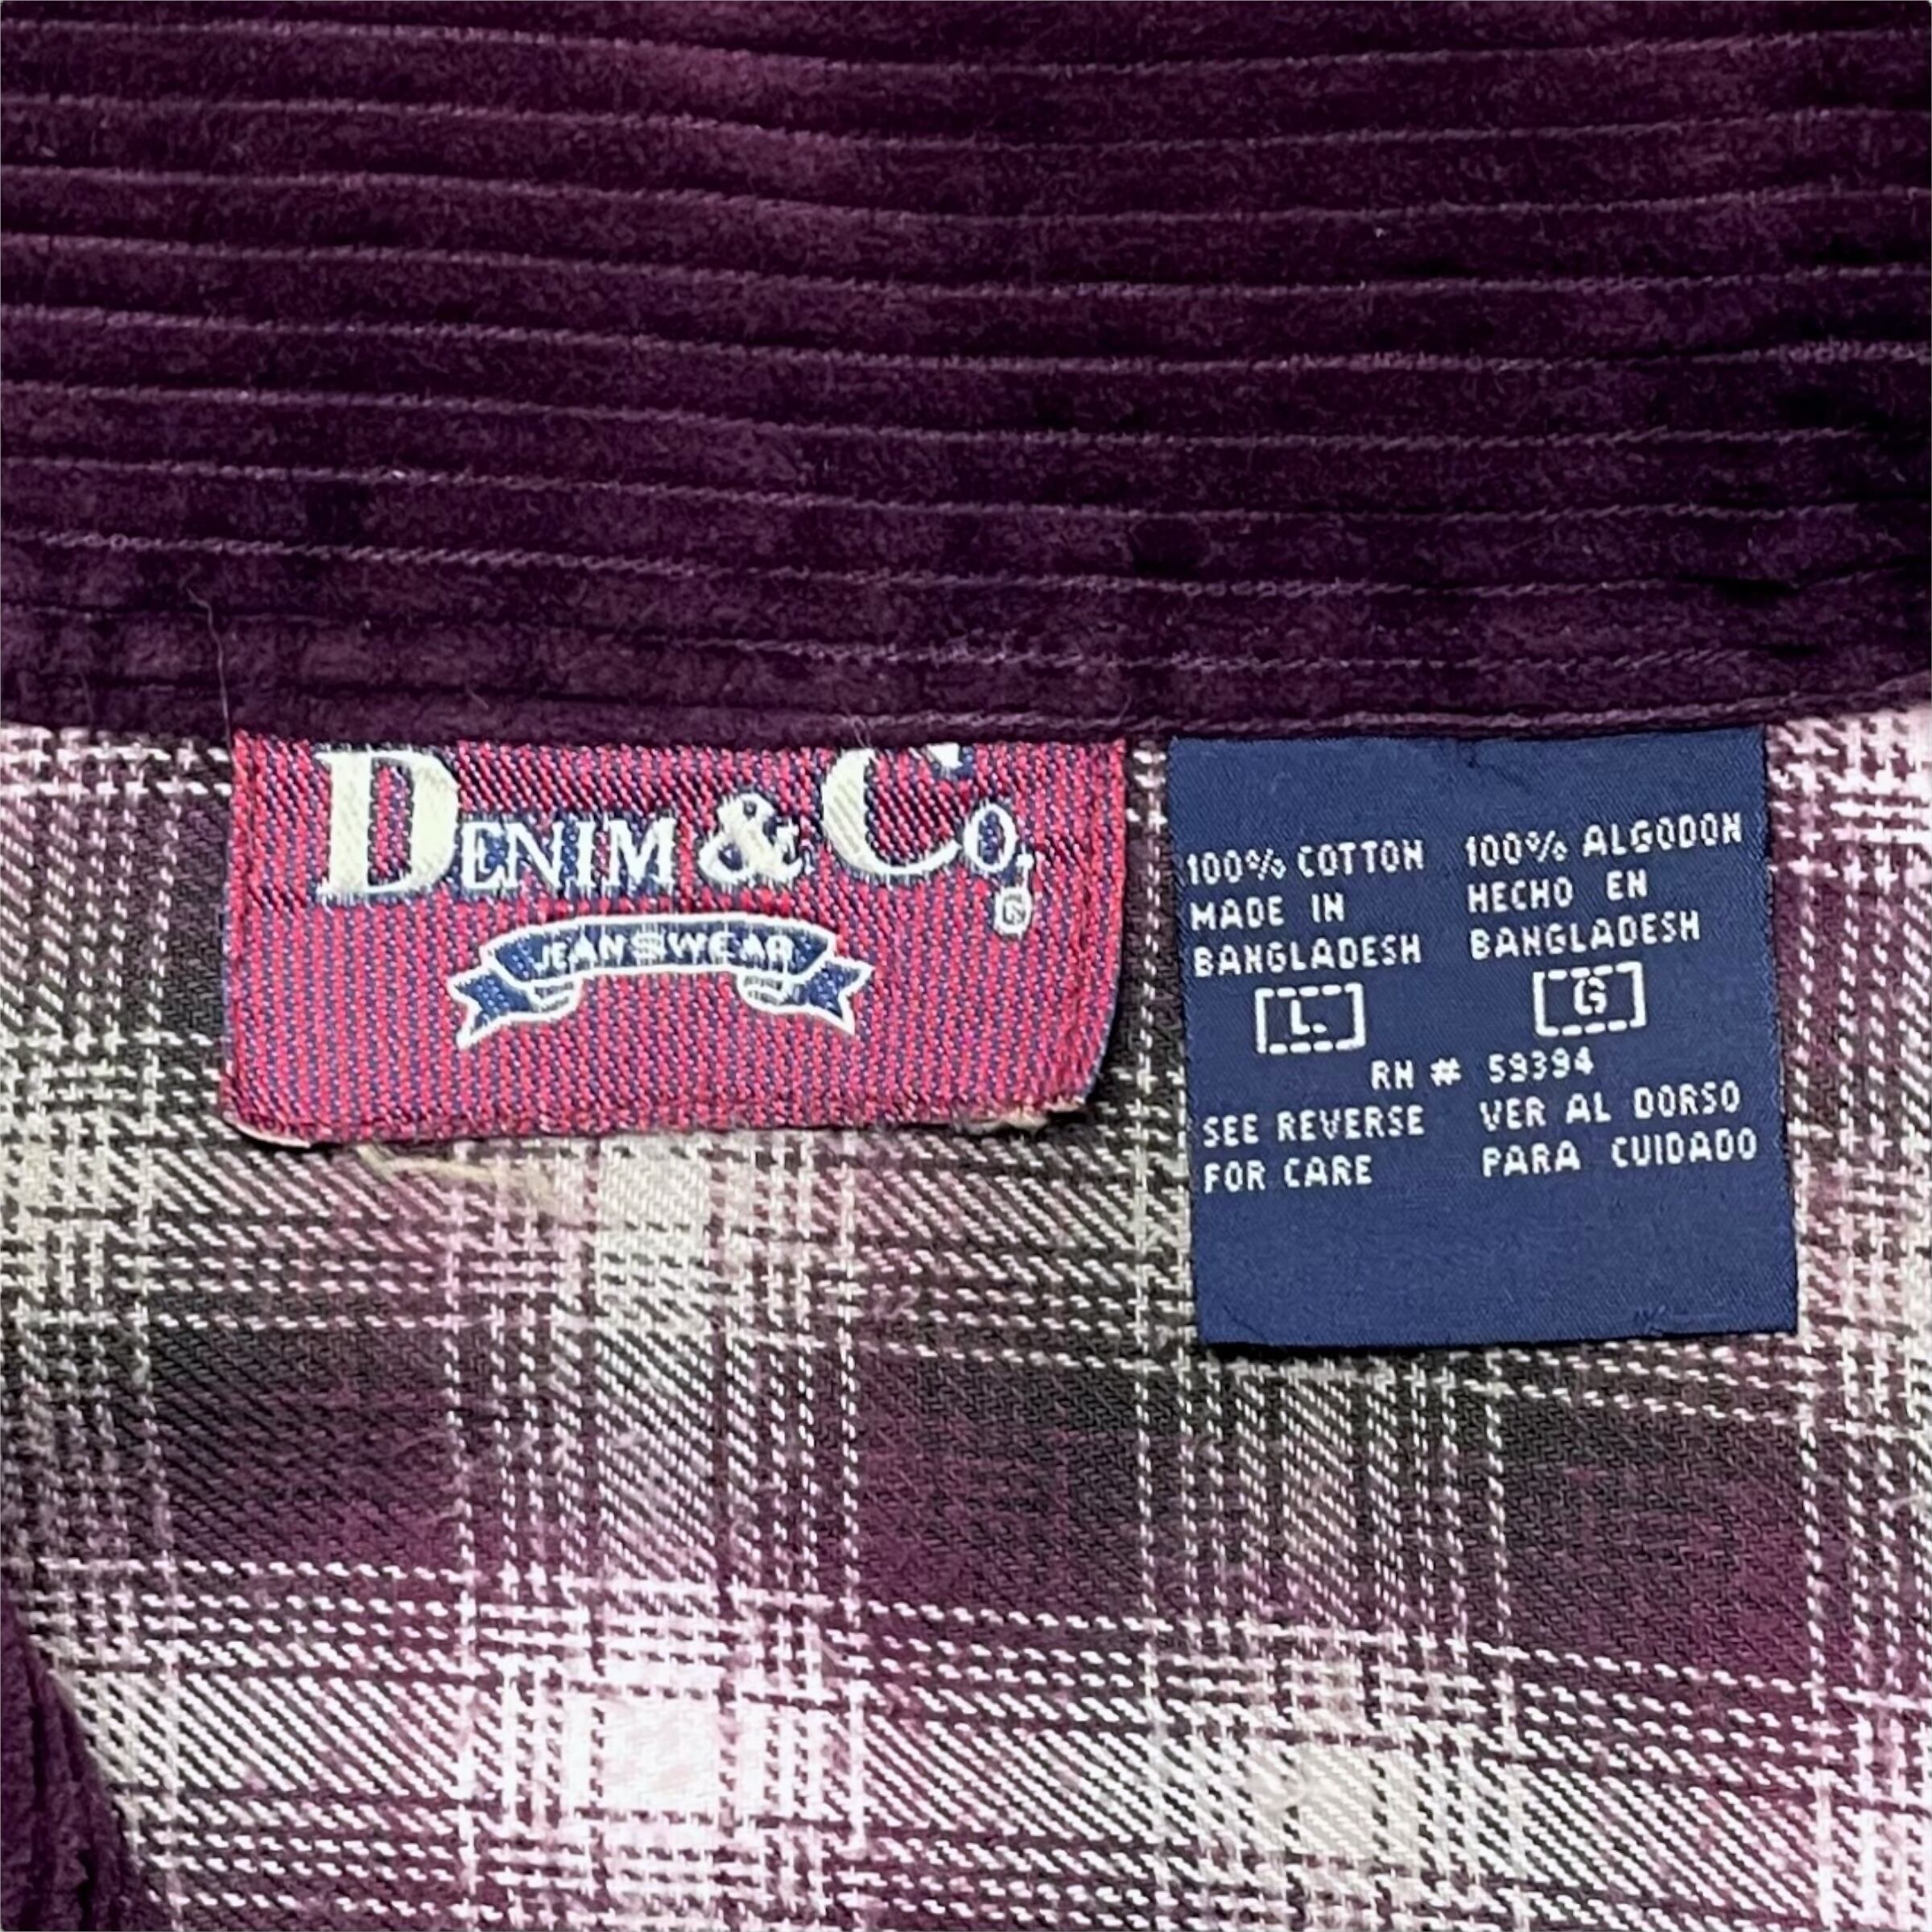 DENIM & CO.
®
JEANSWEAR
100% COTTON
MADE IN
BANGLADESH
L
100% ALGODON
HECHO EN
BANGLADESH
G
RN # 59394
SEE REVERSE
FOR CARE
VER AL DORSO
PARA CUIDADO